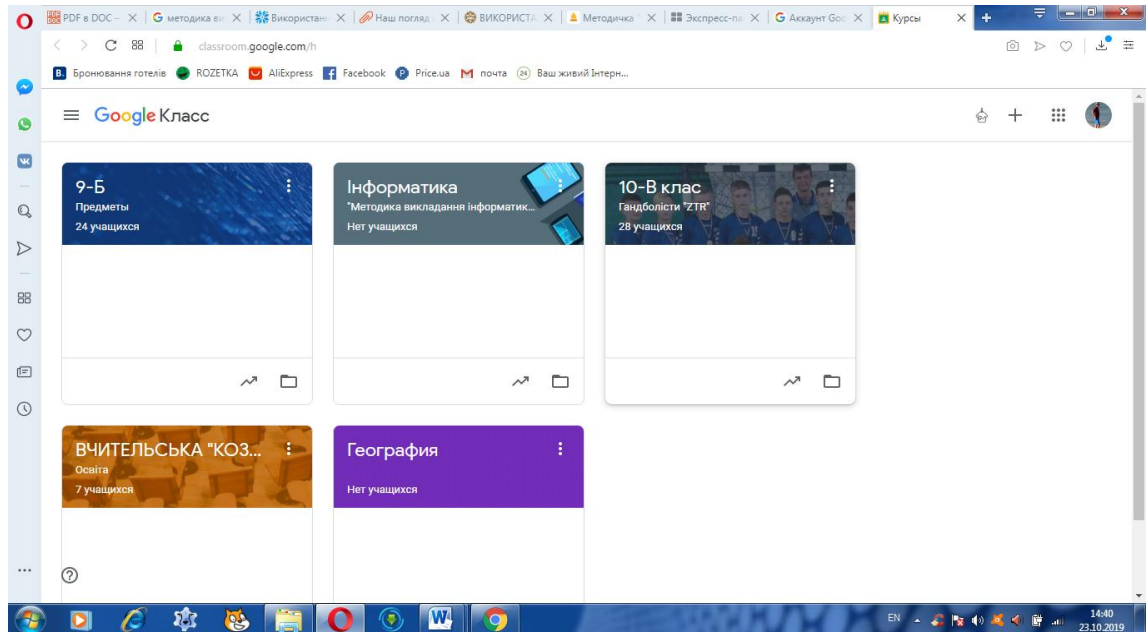 PDF в DOC –
методика ви
Використан
Наш погляд
ВИКОРИСТА
Методичка
Экспресс-па
Аккаунт Goo
Курсы
classroom.google.com/h
B. Бронювання готелів
ROZETKA
AliExpress
Facebook
Price.ua
почта
24 Ваш живий Інтерн...
Google Класс
9-Б
Предметы
24 учащихся
Інформатика
"Методика викладання інформатик...
Нет учащихся
10-В клас
Гандболісти "ZTR"
28 учащихся
ВЧИТЕЛЬСЬКА "КОЗ...
Освіта
7 учащихся
География
Нет учащихся
EN
14:40
23.10.2019